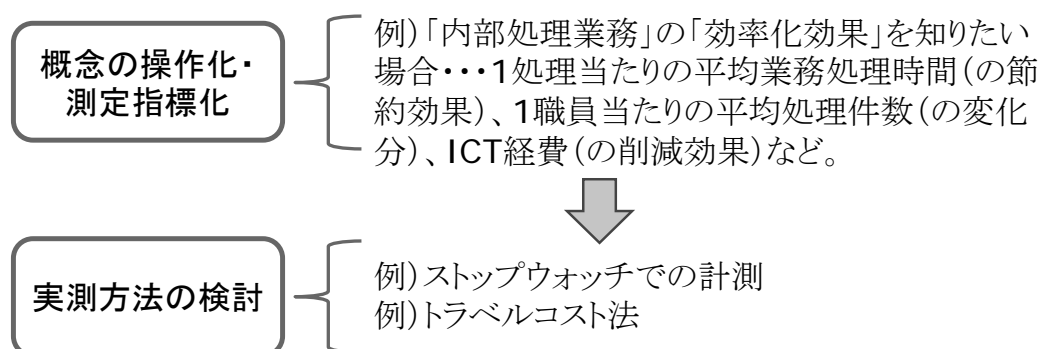 概念の操作化・
測定指標化
例)「内部処理業務」の「効率化効果」を知りたい
場合・・・1処理当たりの平均業務処理時間(の節
約効果)、1職員当たりの平均処理件数(の変化
分)、ICT経費(の削減効果)など。
実測方法の検討
例)ストップウォッチでの計測
例)トラベルコスト法